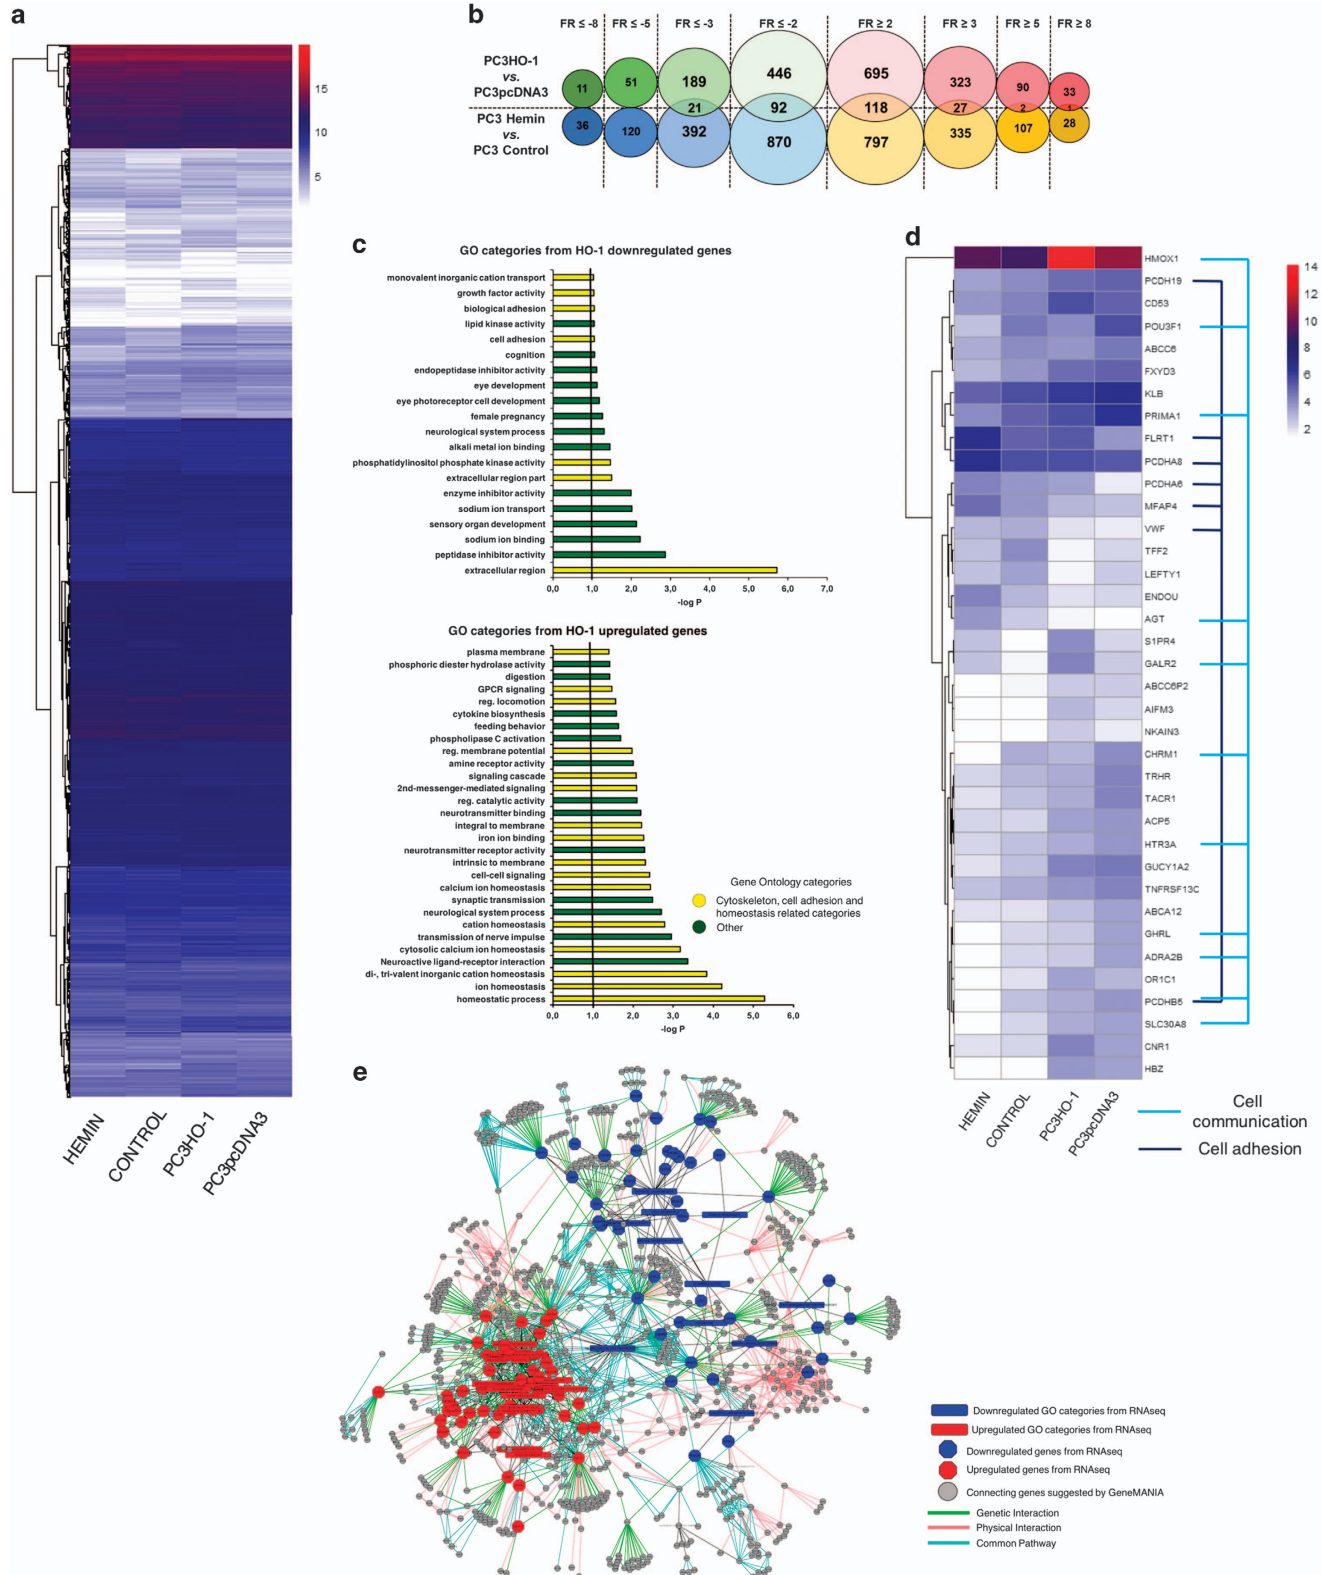 a
15
10
5
HEMIN
CONTROL
PC3HO-1
PC3pcDNA3
b
FR ≤ -8
FR ≤ -5
FR ≤ -3
FR ≤ -2
FR ≥ 2
FR ≥ 3
FR ≥ 5
FR ≥ 8
PC3HO-1
vs.
PC3pcDNA3
11
51
189
446
695
323
90
33
21
92
118
27
2
1
PC3 Hemin
vs.
PC3 Control
36
120
392
870
797
335
107
28
c
GO categories from HO-1 downregulated genes
monovalent inorganic cation transport
growth factor activity
biological adhesion
lipid kinase activity
cell adhesion
cognition
endopeptidase inhibitor activity
eye development
eye photoreceptor cell development
female pregnancy
neurological system process
alkali metal ion binding
phosphatidylinositol phosphate kinase activity
extracellular region part
enzyme inhibitor activity
sodium ion transport
sensory organ development
sodium ion binding
peptidase inhibitor activity
extracellular region
0,0 1,0 2,0 3,0 4,0 5,0 6,0 7,0
-log P
GO categories from HO-1 upregulated genes
plasma membrane
phosphoric diester hydrolase activity
digestion
GPCR signaling
reg. locomotion
cytokine biosynthesis
feeding behavior
phospholipase C activation
reg. membrane potential
amine receptor activity
signaling cascade
2nd-messenger-mediated signaling
reg. catalytic activity
neurotransmitter binding
integral to membrane
iron ion binding
neurotransmitter receptor activity
intrinsic to membrane
cell-cell signaling
calcium ion homeostasis
synaptic transmission
neurological system process
cation homeostasis
transmission of nerve impulse
cytosolic calcium ion homeostasis
Neuroactive ligand-receptor interaction
di-, tri-valent inorganic cation homeostasis
ion homeostasis
homeostatic process
0,0 1,0 2,0 3,0 4,0 5,0 6,0
-log P
Gene Ontology categories
Cytoskeleton, cell adhesion and
homeostasis related categories
Other
d
HMOX1
PCDH19
CD53
POU3F1
ABCC6
FXYD3
KLB
PRIMA1
FLRT1
PCDHA8
PCDHA6
MFAP4
VWF
TFF2
LEFTY1
ENDOU
AGT
S1PR4
GALR2
ABCC6P2
AIFM3
NKAIN3
CHRM1
TRHR
TACR1
ACP5
HTR3A
GUCY1A2
TNFRSF13C
ABCA12
GHRL
ADRA2B
OR1C1
PCDHB5
SLC30A8
CNR1
HBZ
14
12
10
8
6
4
2
HEMIN
CONTROL
PC3HO-1
PC3pcDNA3
Cell
communication
Cell adhesion
e
Downregulated GO categories from RNAseq
Upregulated GO categories from RNAseq
Downregulated genes from RNAseq
Upregulated genes from RNAseq
Connecting genes suggested by GeneMANIA
Genetic Interaction
Physical Interaction
Common Pathway